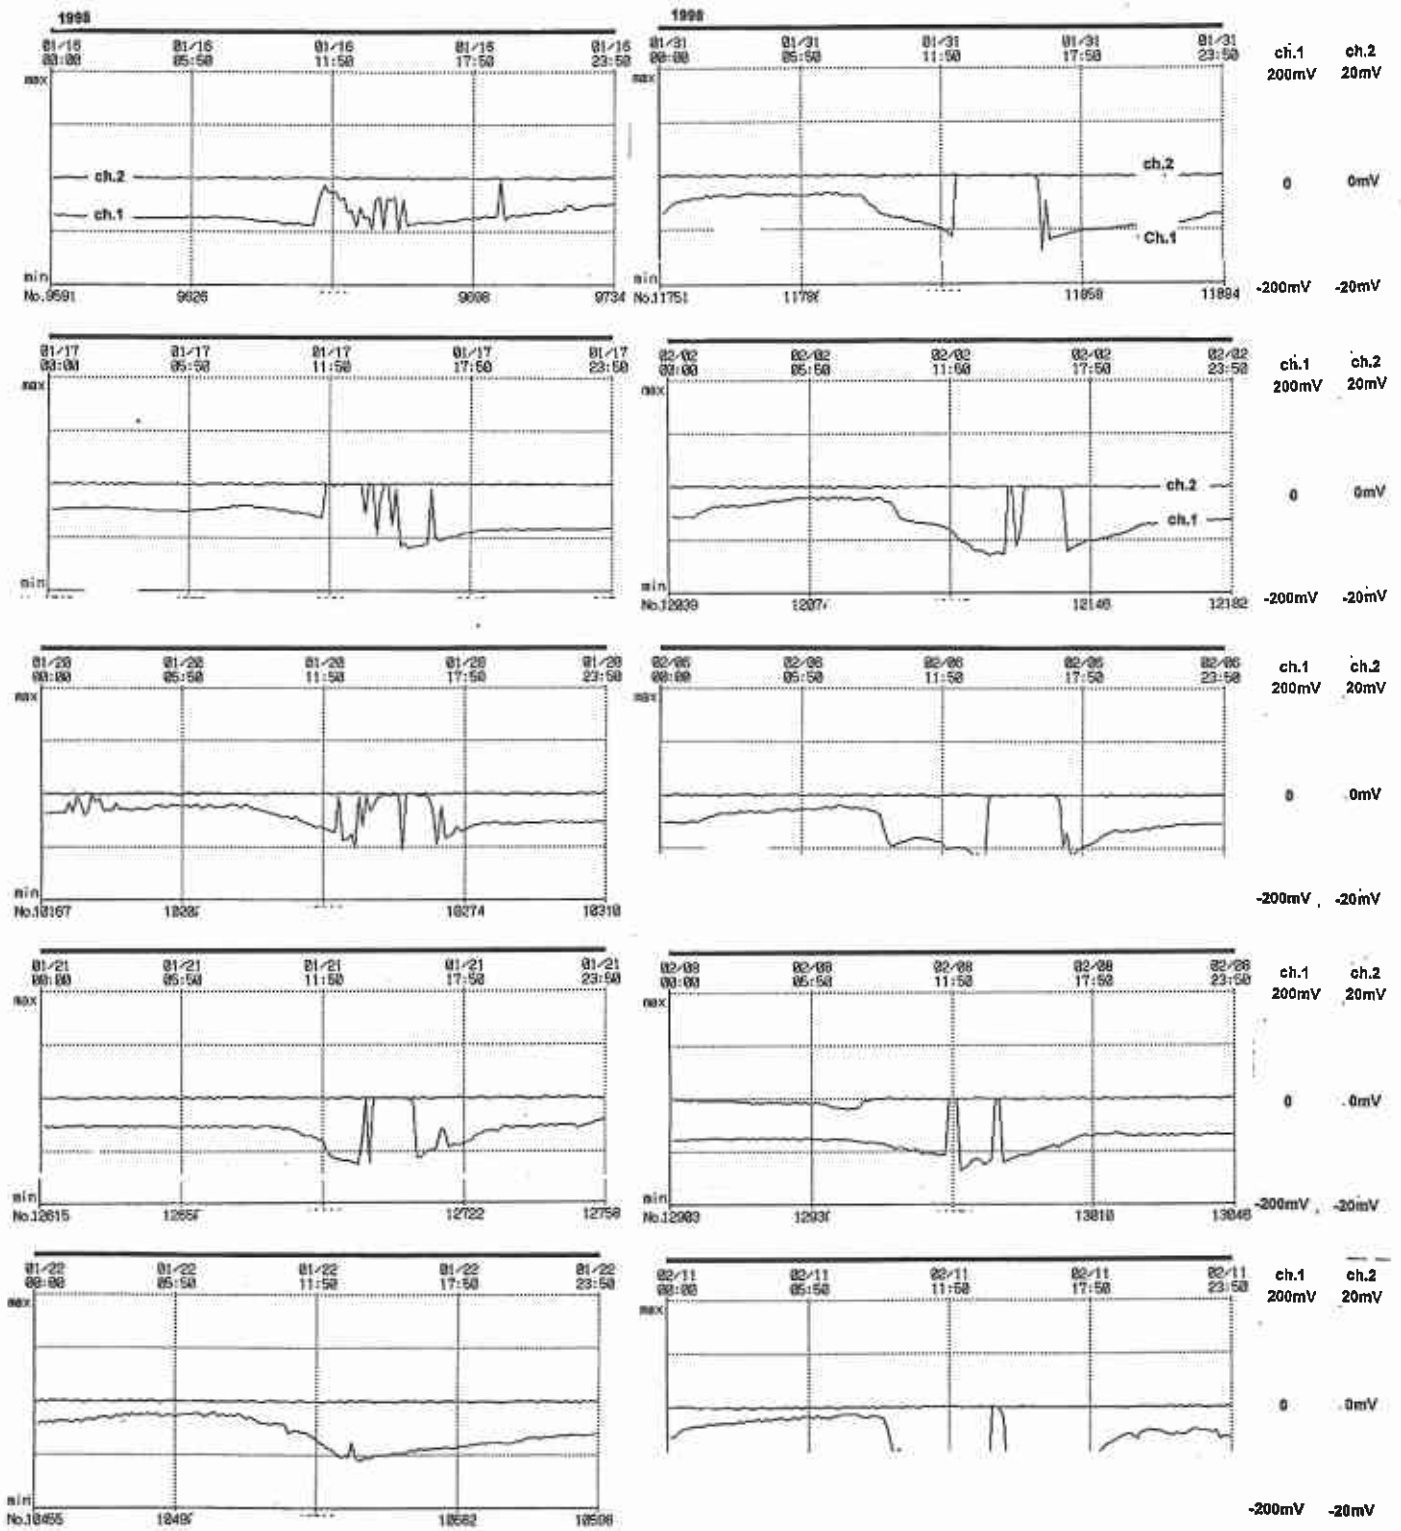 1998
01/16 01/16 01/16 01/16 01/16
00:00 05:50 11:50 17:50 23:50
max
ch.2
ch.1
min
No.9591 9626 9698 9734
1998
01/31 01/31 01/31 01/31 01/31
00:00 05:50 11:50 17:50 23:50
max
ch.2
Ch.1
min
No.11751 11858 11894
ch.1 ch.2
200mV 20mV
0 0mV
-200mV -20mV
01/17 01/17 01/17 01/17 01/17
00:00 05:50 11:50 17:50 23:50
max
min
02/02 02/02 02/02 02/02 02/02
00:00 05:50 11:50 17:50 23:50
max
ch.2
ch.1
min
No.12039 12146 12182
ch.1 ch.2
200mV 20mV
0 0mV
-200mV -20mV
01/20 01/20 01/20 01/20 01/20
00:00 05:50 11:50 17:50 23:50
max
min
No.10167 10274 10310
02/06 02/06 02/06 02/06 02/06
00:00 05:50 11:50 17:50 23:50
max
ch.1 ch.2
200mV 20mV
0 0mV
-200mV -20mV
01/21 01/21 01/21 01/21 01/21
00:00 05:50 11:50 17:50 23:50
max
min
No.12615 12722 12758
02/08 02/08 02/08 02/08 02/08
00:00 05:50 11:50 17:50 23:50
max
min
No.12903 13010 13046
ch.1 ch.2
200mV 20mV
0 0mV
-200mV -20mV
01/22 01/22 01/22 01/22 01/22
00:00 05:50 11:50 17:50 23:50
max
min
No.10455 10562 10598
02/11 02/11 02/11 02/11 02/11
00:00 05:50 11:50 17:50 23:50
max
ch.1 ch.2
200mV 20mV
0 0mV
-200mV -20mV